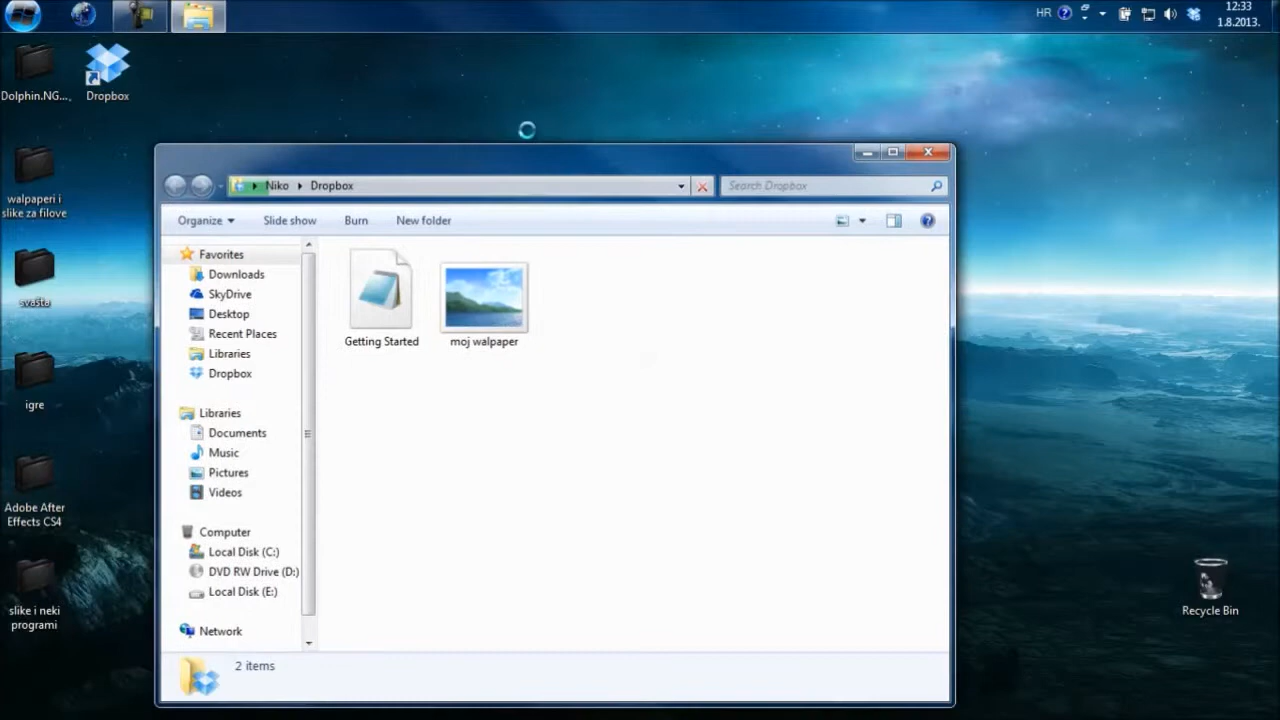 HR
12:33
1.8.2013.
Dolphin.NG...
Dropbox
walpaperi i
slike za filove
svašta
igre
Adobe After
Effects CS4
slike i neki
programi
Recycle Bin
Niko
Dropbox
Search Dropbox
Organize
Slide show
Burn
New folder
Favorites
Downloads
SkyDrive
Desktop
Recent Places
Libraries
Dropbox
Libraries
Documents
Music
Pictures
Videos
Computer
Local Disk (C:)
DVD RW Drive (D:)
Local Disk (E:)
Network
Getting Started
moj walpaper
2 items